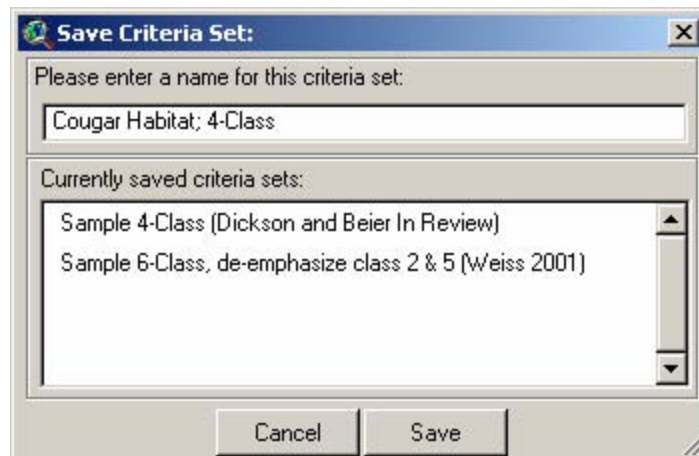 Save Criteria Set:
Please enter a name for this criteria set:
Cougar Habitat; 4-Class
Currently saved criteria sets:
Sample 4-Class (Dickson and Beier In Review)
Sample 6-Class, de-emphasize class 2 & 5 (Weiss 2001)
Cancel Save